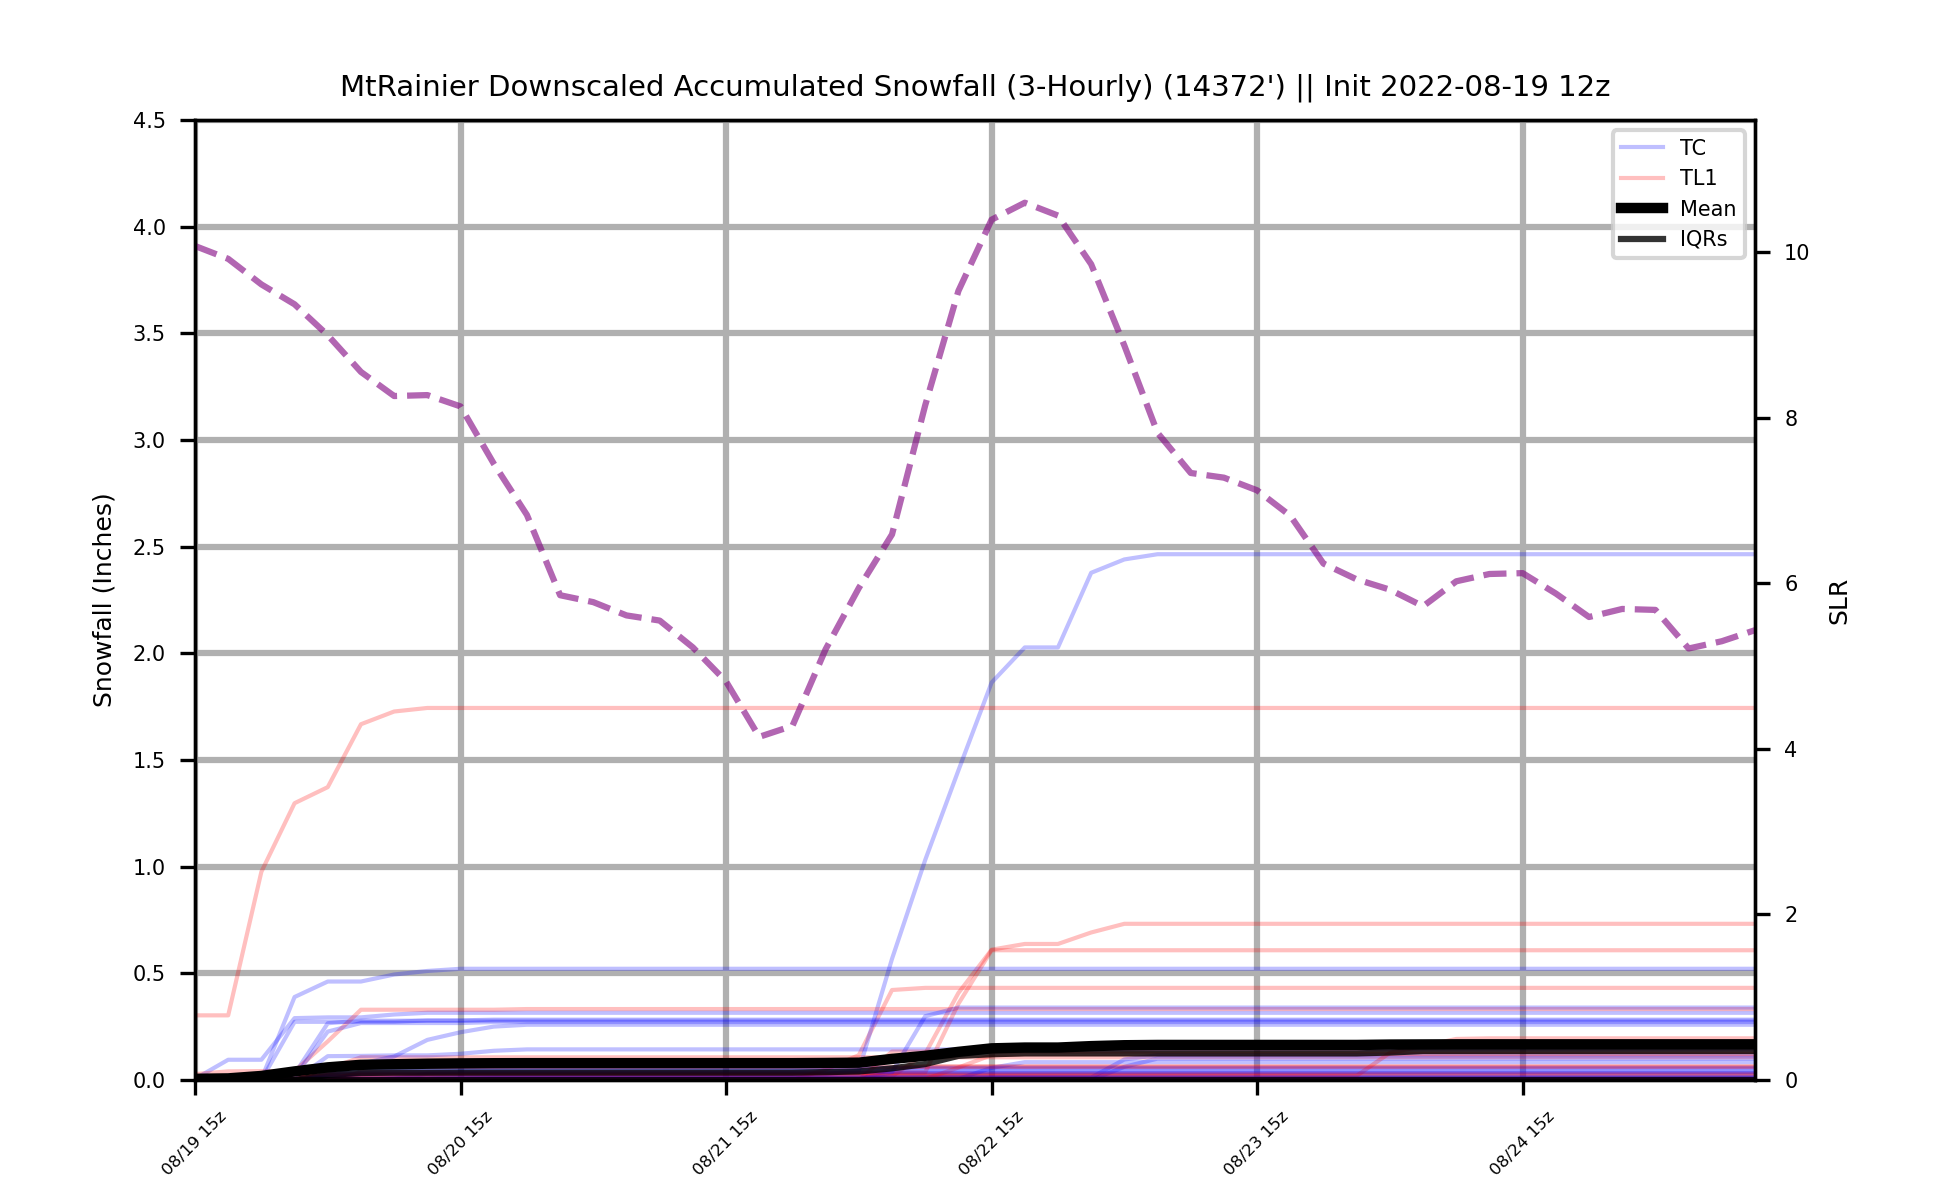 MtRainier Downscaled Accumulated Snowfall (3-Hourly) (14372') || Init 2022-08-19 12z
4.5
4.0
3.5
3.0
2.5
2.0
1.5
1.0
0.5
0.0
Snowfall (Inches)
TC
TL1
Mean
IQRs
10
8
6
4
2
0
SLR
08/19 15z
08/20 15z
08/21 15z
08/22 15z
08/23 15z
08/24 15z